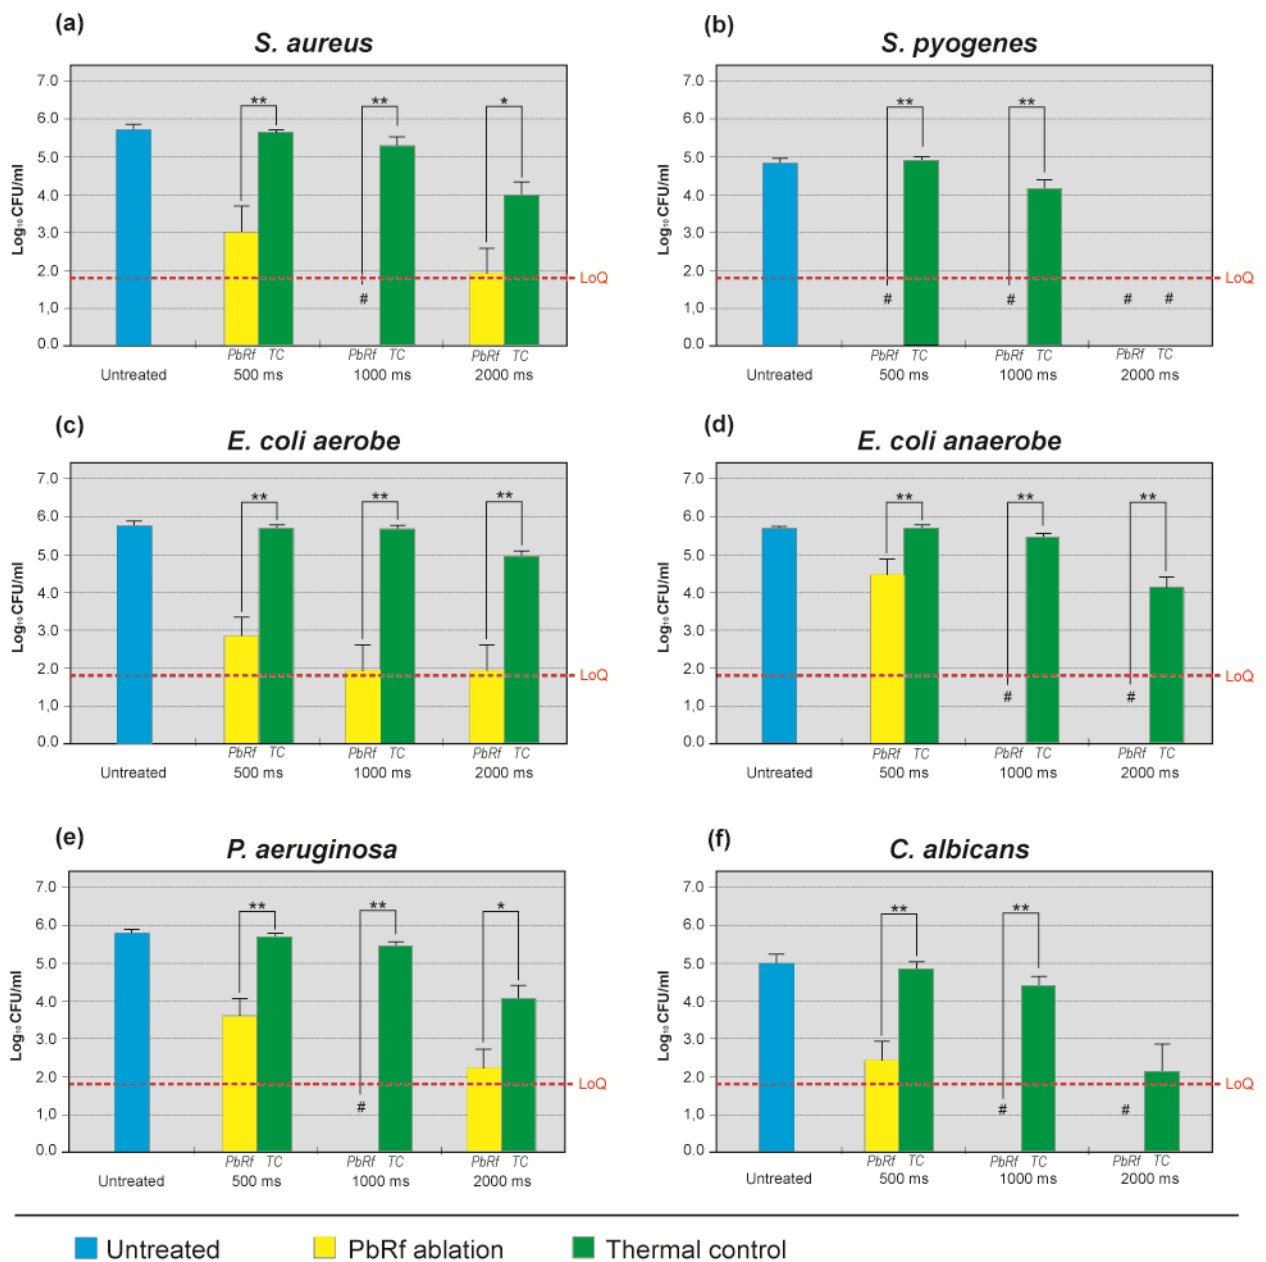 (a)
S. aureus
Log₁₀ CFU/ml
7.0
6.0
5.0
4.0
3.0
2.0
1,0
0.0
** ** *
#
LoQ
PbRf TC PbRf TC PbRf TC
Untreated 500 ms 1000 ms 2000 ms
(b)
S. pyogenes
Log₁₀ CFU/ml
7.0
6.0
5.0
4.0
3.0
2.0
1,0
0.0
** **
# # # #
LoQ
PbRf TC PbRf TC PbRf TC
Untreated 500 ms 1000 ms 2000 ms
(c)
E. coli aerobe
Log₁₀ CFU/ml
7.0
6.0
5.0
4.0
3.0
2.0
1,0
0.0
** ** **
LoQ
PbRf TC PbRf TC PbRf TC
Untreated 500 ms 1000 ms 2000 ms
(d)
E. coli anaerobe
Log₁₀ CFU/ml
7.0
6.0
5.0
4.0
3.0
2.0
1,0
0.0
** ** **
# #
LoQ
PbRf TC PbRf TC PbRf TC
Untreated 500 ms 1000 ms 2000 ms
(e)
P. aeruginosa
Log₁₀ CFU/ml
7.0
6.0
5.0
4.0
3.0
2.0
1,0
0.0
** ** *
#
LoQ
PbRf TC PbRf TC PbRf TC
Untreated 500 ms 1000 ms 2000 ms
(f)
C. albicans
Log₁₀ CFU/ml
7.0
6.0
5.0
4.0
3.0
2.0
1,0
0.0
** **
# #
LoQ
PbRf TC PbRf TC PbRf TC
Untreated 500 ms 1000 ms 2000 ms
Untreated PbRf ablation Thermal control